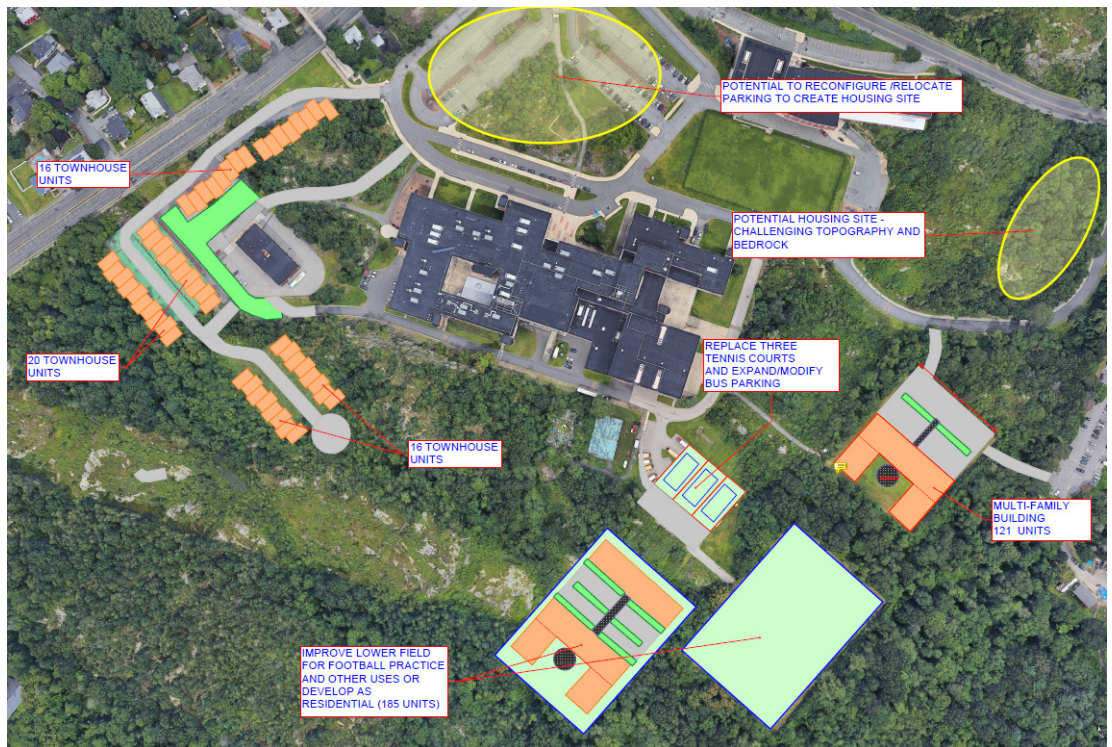 POTENTIAL TO RECONFIGURE /RELOCATE
PARKING TO CREATE HOUSING SITE
16 TOWNHOUSE
UNITS
POTENTIAL HOUSING SITE -
CHALLENGING TOPOGRAPHY AND
BEDROCK
20 TOWNHOUSE
UNITS
REPLACE THREE
TENNIS COURTS
AND EXPAND/MODIFY
BUS PARKING
16 TOWNHOUSE
UNITS
MULTI-FAMILY
BUILDING
121 UNITS
IMPROVE LOWER FIELD
FOR FOOTBALL PRACTICE
AND OTHER USES OR
DEVELOP AS
RESIDENTIAL (185 UNITS)